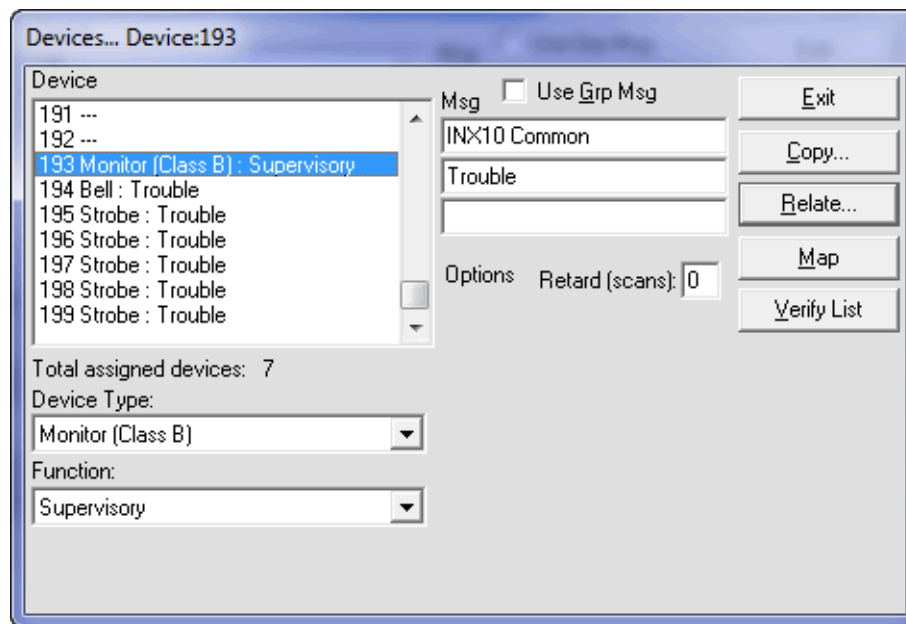 Devices... Device:193
Device
191 ---
192 ---
193 Monitor (Class B) : Supervisory
194 Bell : Trouble
195 Strobe : Trouble
196 Strobe : Trouble
197 Strobe : Trouble
198 Strobe : Trouble
199 Strobe : Trouble
Total assigned devices: 7
Device Type:
Monitor (Class B)
Function:
Supervisory
Msg Use Grp Msg
INX10 Common
Trouble
Options Retard (scans): 0
Exit
Copy...
Relate...
Map
Verify List